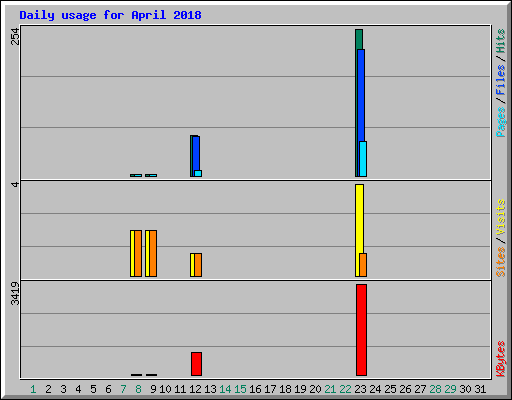 Daily usage for April 2018
254
Pages / Files / Hits
4
Sites / Visits
3419
KBytes
1 2 3 4 5 6 7 8 9 10 11 12 13 14 15 16 17 18 19 20 21 22 23 24 25 26 27 28 29 30 31